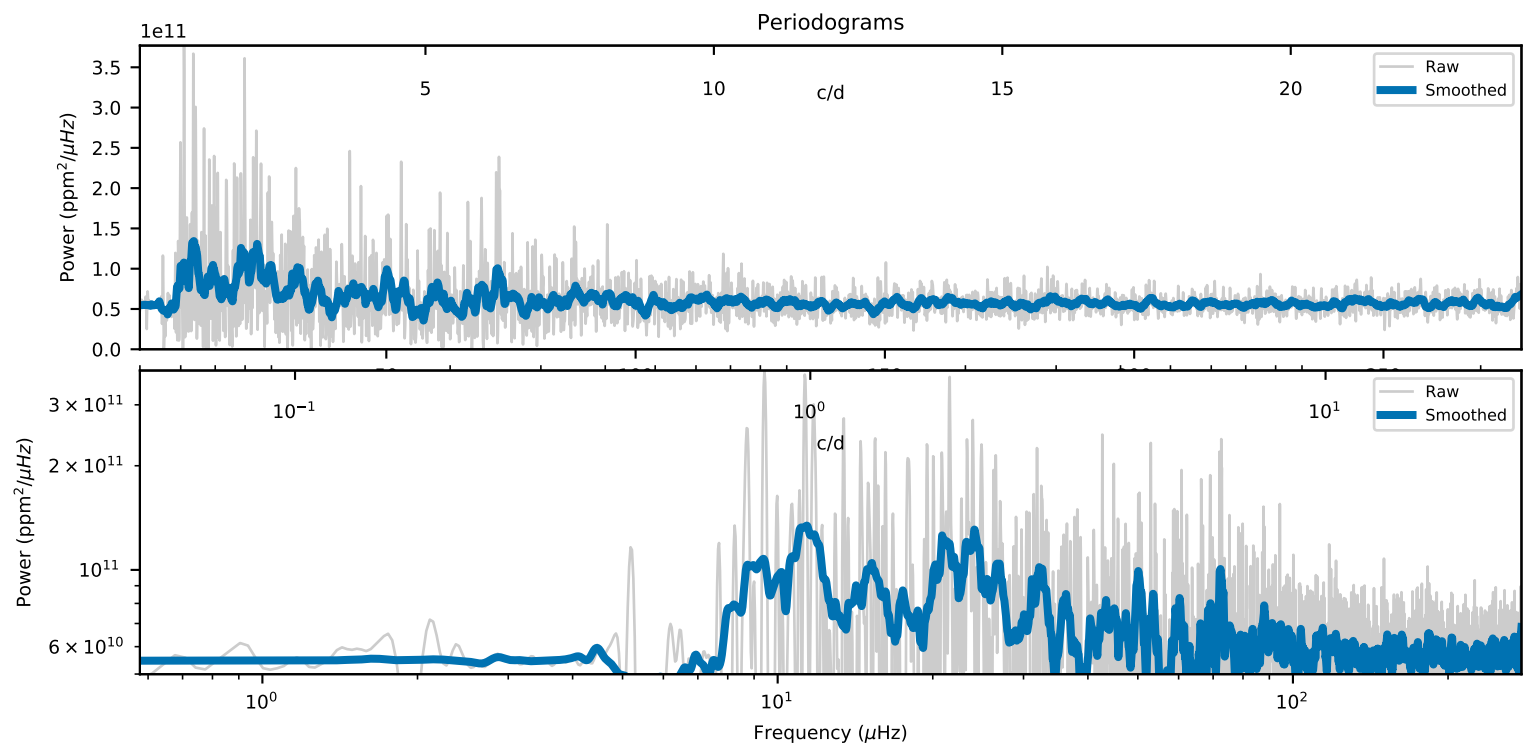 Periodograms
1e11
3.5
3.0
2.5
2.0
1.5
1.0
0.5
0.0
Power (ppm²/μHz)
5 10 15 20
c/d
Raw
Smoothed
3 × 10¹¹
2 × 10¹¹
10¹¹
6 × 10¹⁰
Power (ppm²/μHz)
10⁻¹ 10⁰ 10¹
c/d
Raw
Smoothed
10⁰ 10¹ 10²
Frequency (μHz)